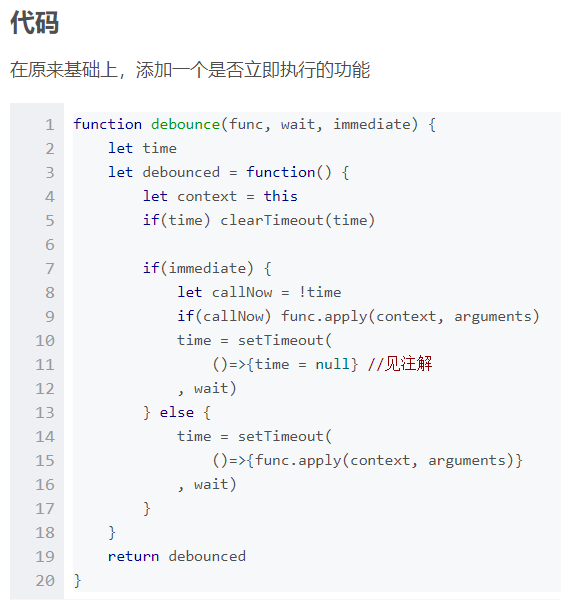 代码
在原来基础上，添加一个是否立即执行的功能
1 function debounce(func, wait, immediate) {
2     let time
3     let debounced = function() {
4         let context = this
5         if(time) clearTimeout(time)
6
7         if(immediate) {
8             let callNow = !time
9             if(callNow) func.apply(context, arguments)
10             time = setTimeout(
11                 ()=>{time = null} //见注解
12             , wait)
13         } else {
14             time = setTimeout(
15                 ()=>{func.apply(context, arguments)}
16             , wait)
17         }
18     }
19     return debounced
20 }